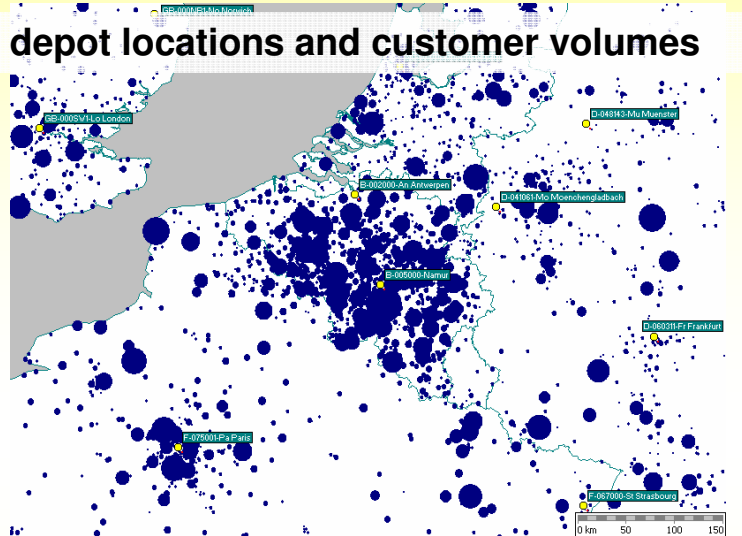 GB-000NR1-No Norwich
depot locations and customer volumes
GB-000SW1-Lo London
D-048143-Mu Muenster
B-002000-An Antwerpen
D-041061-Mo Moenchengladbach
B-005000-Namur
D-060311-Fr Frankfurt
F-075001-Pa Paris
F-067000-St Strasbourg
0 km 50 100 150